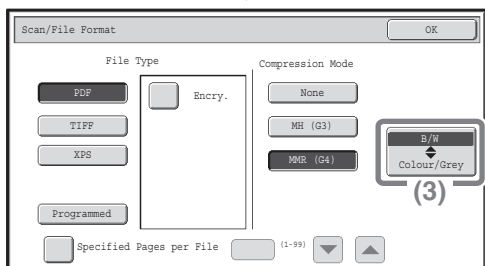 Scan/File Format
OK
File Type
Compression Mode
PDF
Encry.
None
TIFF
MH (G3)
B/W
XPS
MMR (G4)
Colour/Grey
(3)
Programmed
Specified Pages per File
(1-99)